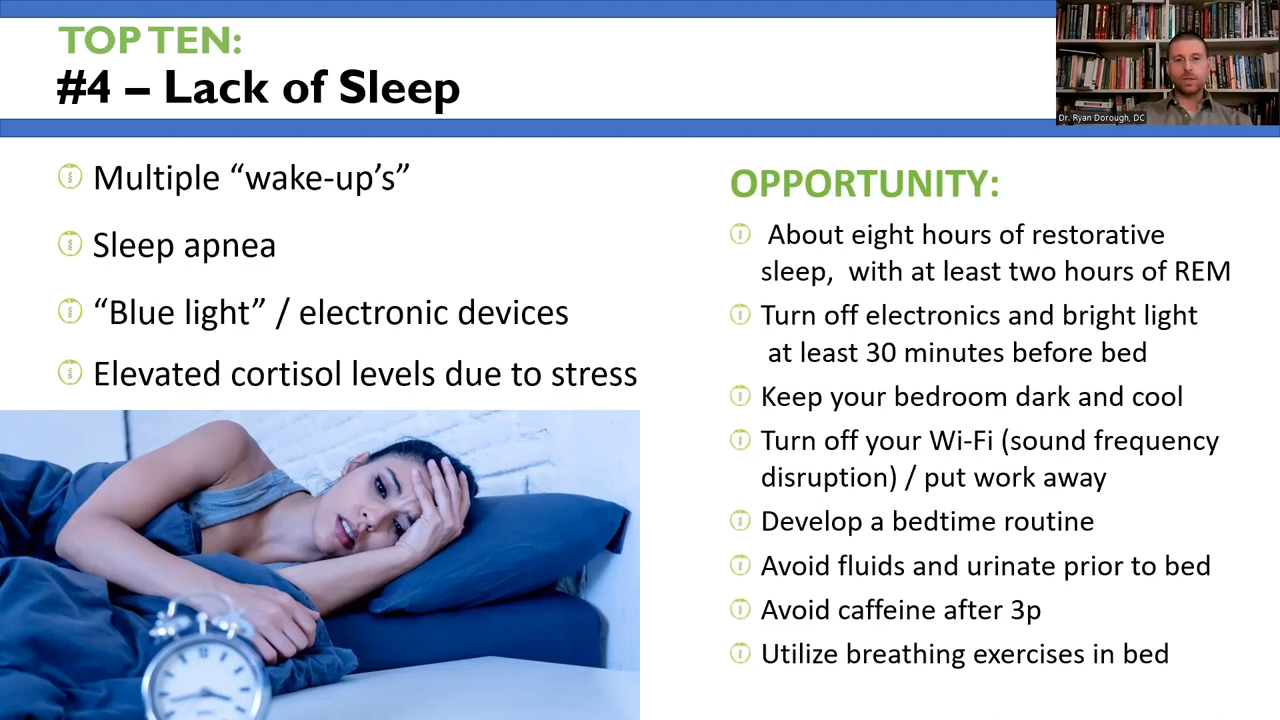 TOP TEN:
#4 – Lack of Sleep
Dr. Ryan Dorough, DC
Multiple “wake-up’s”
Sleep apnea
“Blue light” / electronic devices
Elevated cortisol levels due to stress
OPPORTUNITY:
About eight hours of restorative
sleep,  with at least two hours of REM
Turn off electronics and bright light
at least 30 minutes before bed
Keep your bedroom dark and cool
Turn off your Wi-Fi (sound frequency
disruption) / put work away
Develop a bedtime routine
Avoid fluids and urinate prior to bed
Avoid caffeine after 3p
Utilize breathing exercises in bed